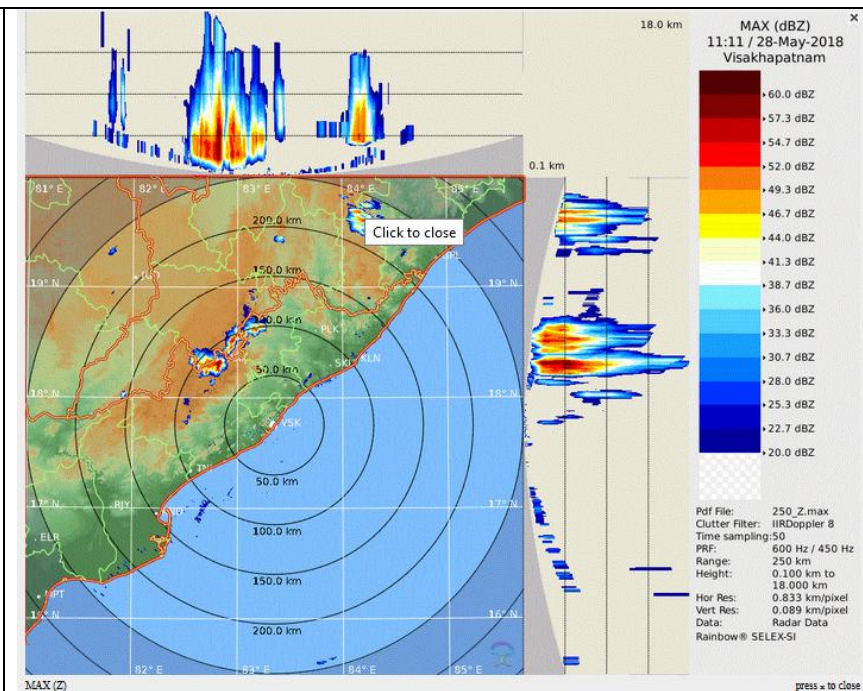 18.0 km
×
MAX (dBZ)
11:11 / 28-May-2018
Visakhapatnam
0.1 km
60.0 dBZ
57.3 dBZ
54.7 dBZ
52.0 dBZ
49.3 dBZ
46.7 dBZ
44.0 dBZ
41.3 dBZ
38.7 dBZ
36.0 dBZ
33.3 dBZ
30.7 dBZ
28.0 dBZ
25.3 dBZ
22.7 dBZ
20.0 dBZ
81° E
82° E
83° E
84° E
85° E
200.0 km
Click to close
150.0 km
19° N
19° N
PLK
SKL
KLN
50.0 km
18° N
18° N
VSK
50.0 km
17° N
17° N
RJY
100.0 km
ELR
150.0 km
16° N
200.0 km
82° E
83° E
84° E
85° E
Pdf File: 250_Z.max
Clutter Filter: IIRDoppler 8
Time sampling:50
PRF: 600 Hz / 450 Hz
Range: 250 km
Height: 0.100 km to
18.000 km
Hor Res: 0.833 km/pixel
Vert Res: 0.089 km/pixel
Data: Radar Data
Rainbow® SELEX-SI
MAX (Z)
press × to close